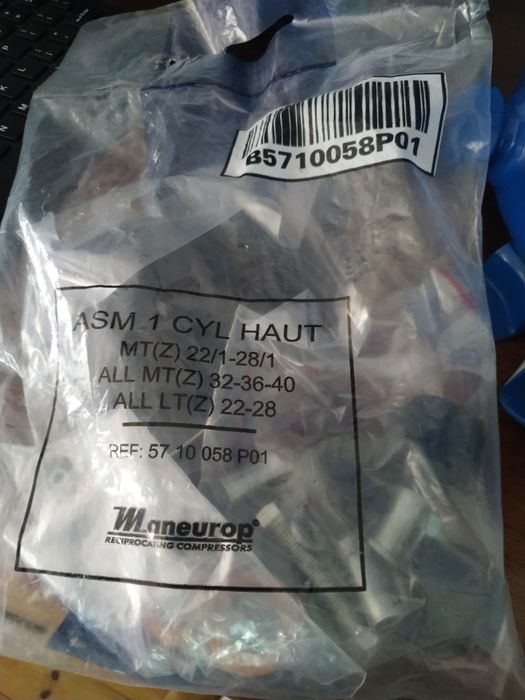 B5710058P01
ASM 1 CYL HAUT
MT(Z) 22/1-28/1
ALL MT(Z) 32-36-40
ALL LT(Z) 22-28
REF: 57 10 058 P01
Maneurop®
RECIPROCATING COMPRESSORS